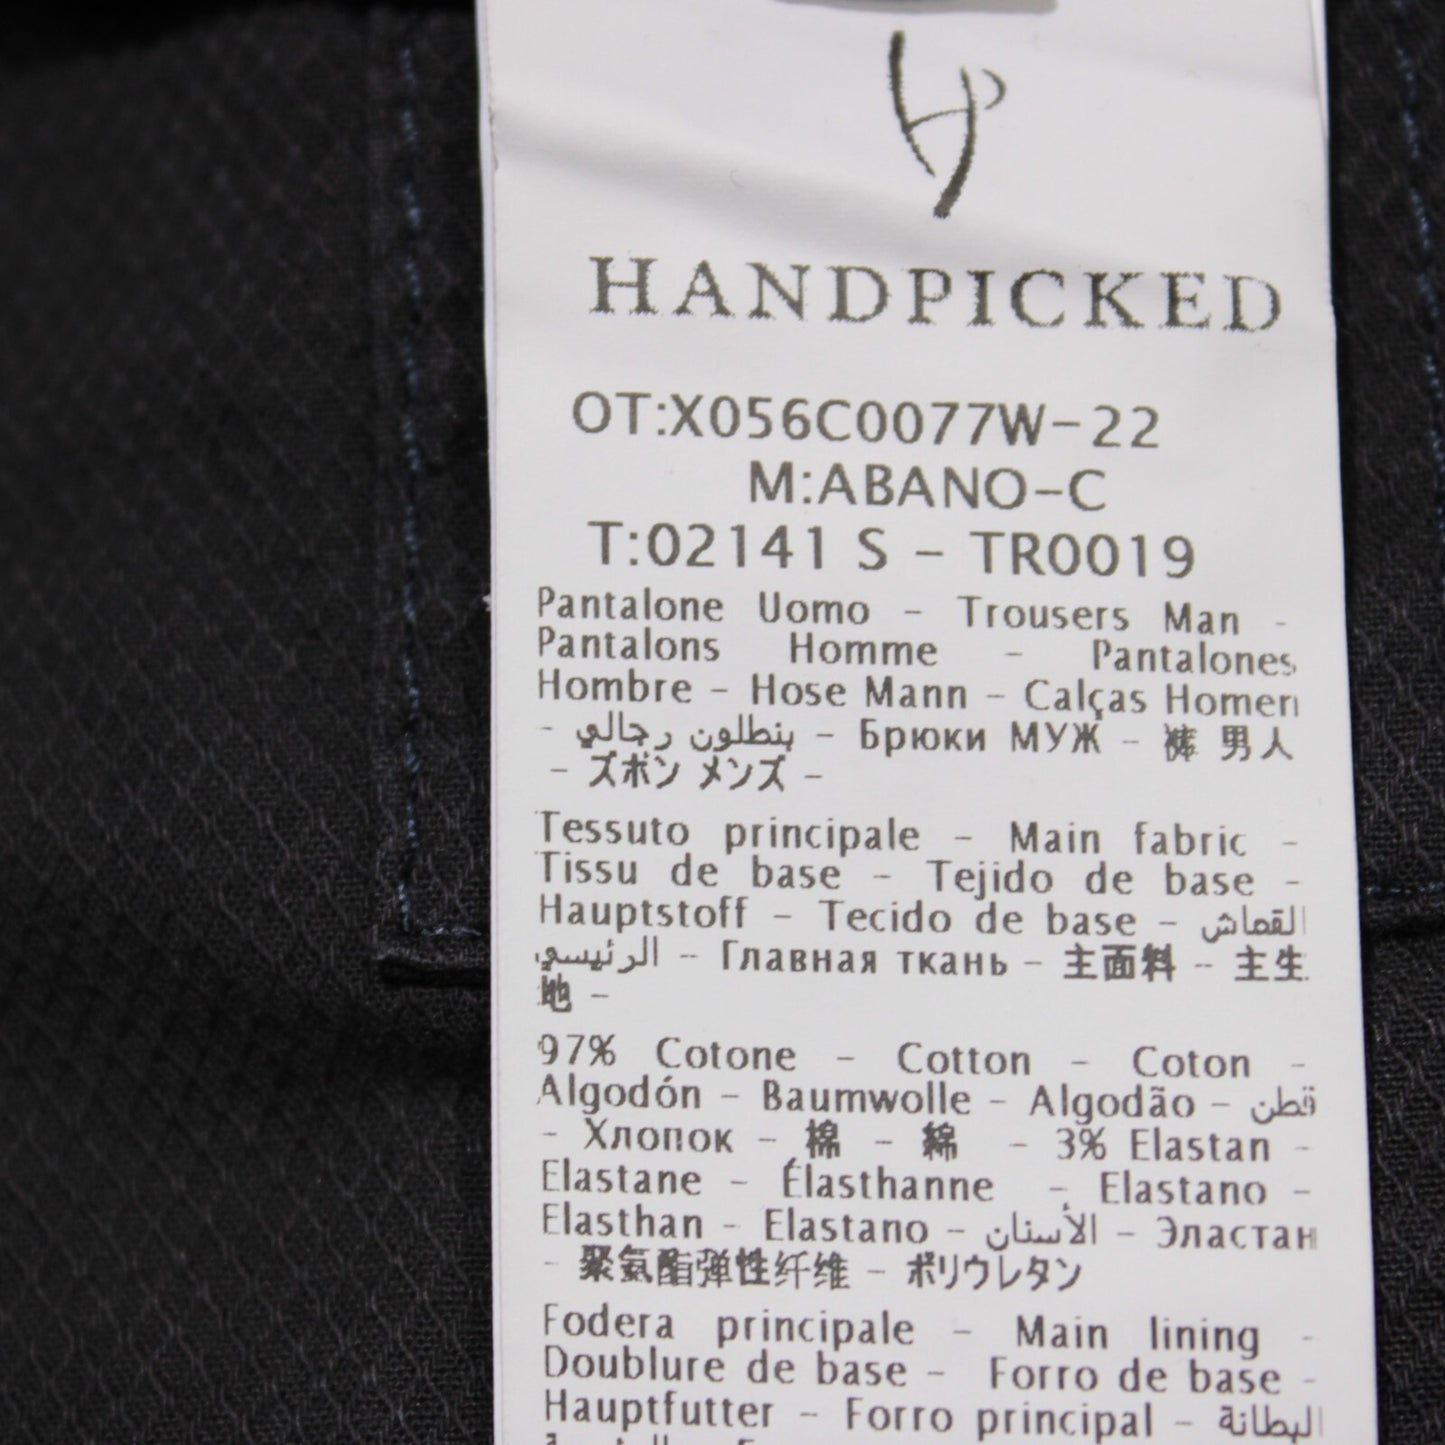 HANDPICKED
OT:X056C0077W-22
M:ABANO-C
T:02141 S - TR0019
Pantalone Uomo - Trousers Man -
Pantalons Homme - Pantalones
Hombre - Hose Mann - Calças Homen
- بنطلون رجالي - Брюки МУЖ - 裤 男人
- ズボン メンズ -
Tessuto principale - Main fabric -
Tissu de base - Tejido de base -
Hauptstoff - Tecido de base - القماش
الرئيسي - Главная ткань - 主面料 - 主生
地 -
97% Cotone - Cotton - Coton -
Algodón - Baumwolle - Algodão - قطن
- Хлопок - 棉 - 綿 - 3% Elastan -
Elastane - Élasthanne - Elastano -
Elasthan - Elastano - الأسنان - Эластан
- 聚氨酯弹性纤维 - ポリウレタン
Fodera principale - Main lining -
Doublure de base - Forro de base -
Hauptfutter - Forro principal - البطانة